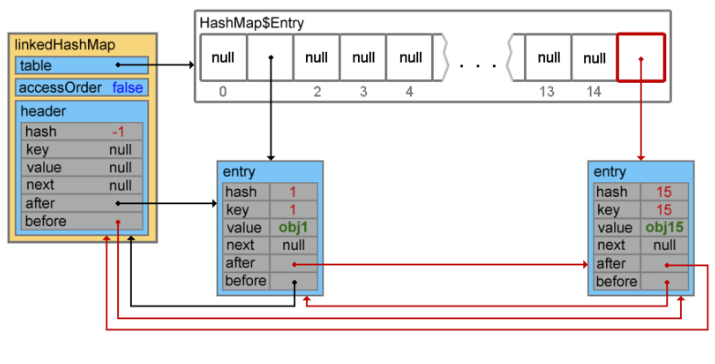 HashMap$Entry
linkedHashMap
table
null null null null . . . null null
accessOrder false
0 2 3 4 13 14
header
hash -1
key null
value null
next null
after
before
entry
hash 1
key 1
value obj1
next null
after
before
entry
hash 15
key 15
value obj15
next null
after
before